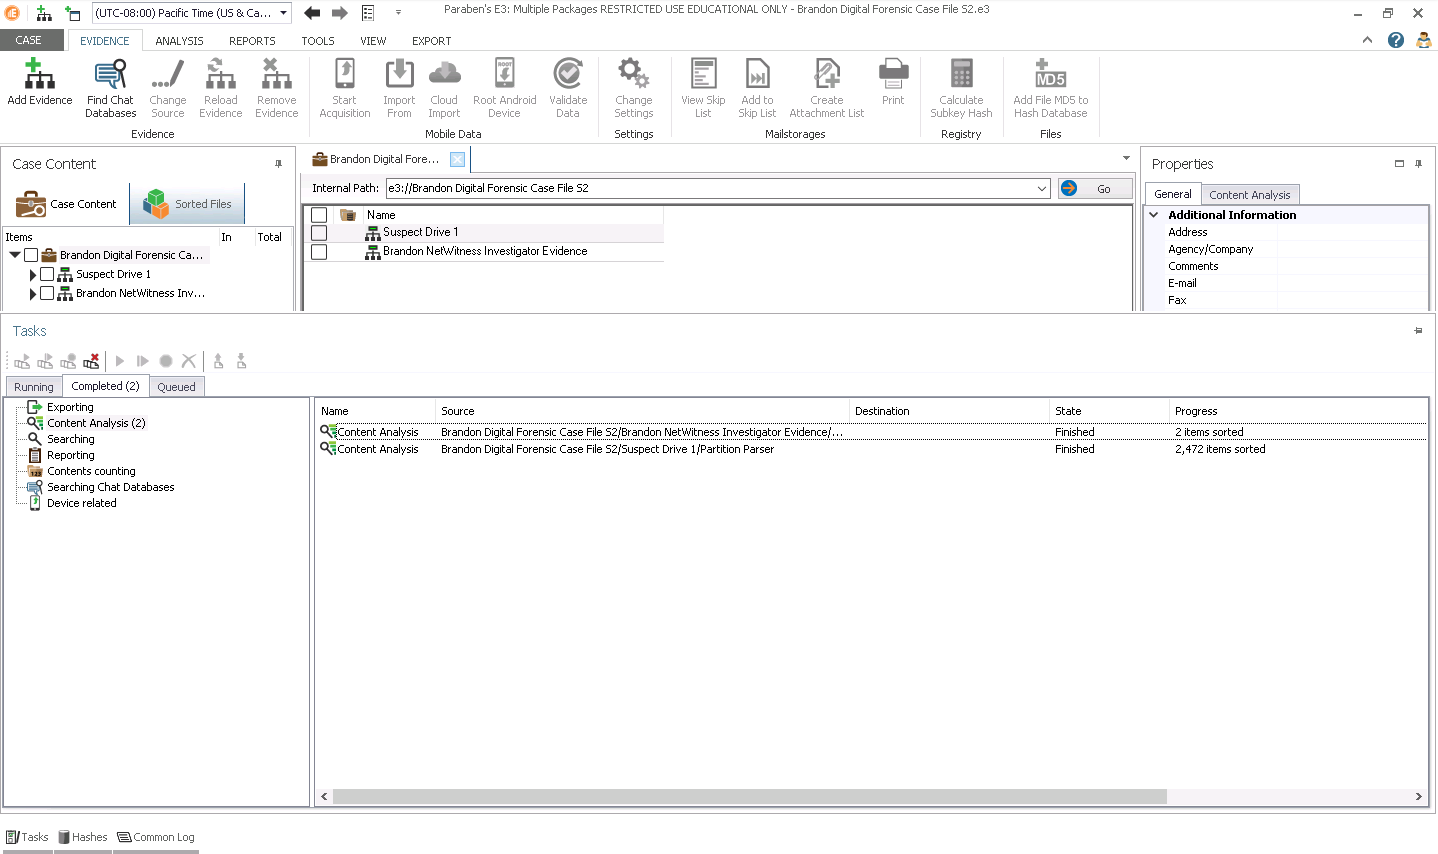 (UTC-08:00) Pacific Time (US & Ca...
Paraben's E3: Multiple Packages RESTRICTED USE EDUCATIONAL ONLY - Brandon Digital Forensic Case File S2.e3
CASE EVIDENCE ANALYSIS REPORTS TOOLS VIEW EXPORT
Add Evidence
Find Chat Databases
Change Source
Reload Evidence
Remove Evidence
Evidence
Start Acquisition
Import From
Cloud Import
Root Android Device
Validate Data
Mobile Data
Change Settings
Settings
View Skip List
Add to Skip List
Create Attachment List
Print
Mailstorages
Calculate Subkey Hash
Registry
MD5
Add File MD5 to Hash Database
Files
Case Content
Case Content Sorted Files
Items In Total
Brandon Digital Forensic Ca...
Suspect Drive 1
Brandon NetWitness Inv...
Brandon Digital Fore...
Internal Path: e3://Brandon Digital Forensic Case File S2 Go
Name
Suspect Drive 1
Brandon NetWitness Investigator Evidence
Properties
General Content Analysis
Additional Information
Address
Agency/Company
Comments
E-mail
Fax
Tasks
Running Completed (2) Queued
Exporting
Content Analysis (2)
Searching
Reporting
Contents counting
Searching Chat Databases
Device related
Name Source Destination State Progress
Content Analysis Brandon Digital Forensic Case File S2/Brandon NetWitness Investigator Evidence/... Finished 2 items sorted
Content Analysis Brandon Digital Forensic Case File S2/Suspect Drive 1/Partition Parser Finished 2,472 items sorted
Tasks Hashes Common Log